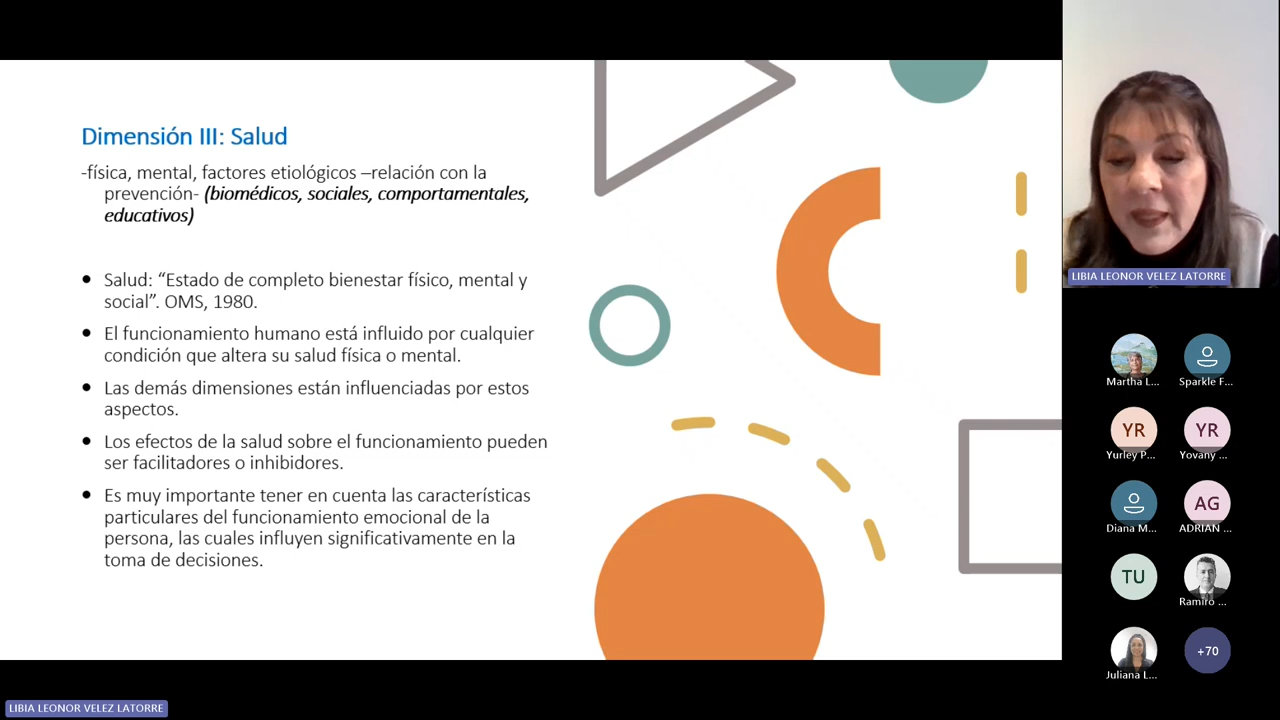 Dimensión III: Salud
-física, mental, factores etiológicos –relación con la
prevención- (biomédicos, sociales, comportamentales,
educativos)
• Salud: “Estado de completo bienestar físico, mental y
social”. OMS, 1980.
• El funcionamiento humano está influido por cualquier
condición que altera su salud física o mental.
• Las demás dimensiones están influenciadas por estos
aspectos.
• Los efectos de la salud sobre el funcionamiento pueden
ser facilitadores o inhibidores.
• Es muy importante tener en cuenta las características
particulares del funcionamiento emocional de la
persona, las cuales influyen significativamente en la
toma de decisiones.
LIBIA LEONOR VELEZ LATORRE
Martha L...
Sparkle F...
YR
YR
Yurley P...
Yovany ...
AG
Diana M...
ADRIAN ...
TU
Ramiro ...
Juliana L...
+70
LIBIA LEONOR VELEZ LATORRE